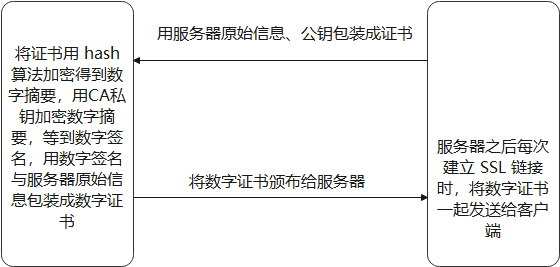 用服务器原始信息、公钥包装成证书
将证书用 hash
算法加密得到数
字摘要，用CA私
钥加密数字摘
要，等到数字签
名，用数字签名
与服务器原始信
息包装成数字证
书
将数字证书颁布给服务器
服务器之后每次
建立 SSL 链接
时，将数字证书
一起发送给客户
端